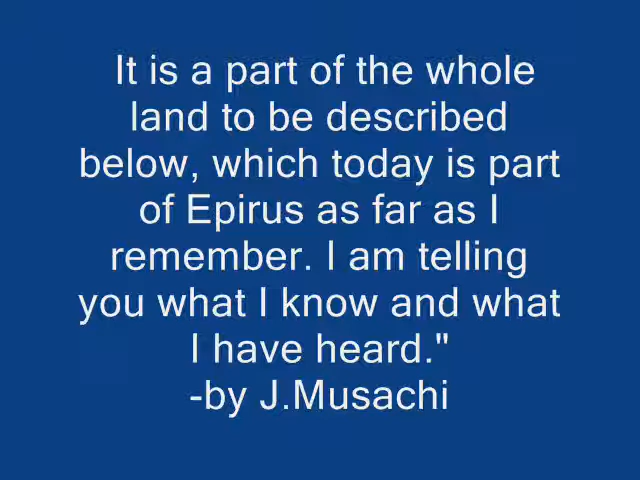 It is a part of the whole
land to be described
below, which today is part
of Epirus as far as I
remember. I am telling
you what I know and what
I have heard."
-by J.Musachi